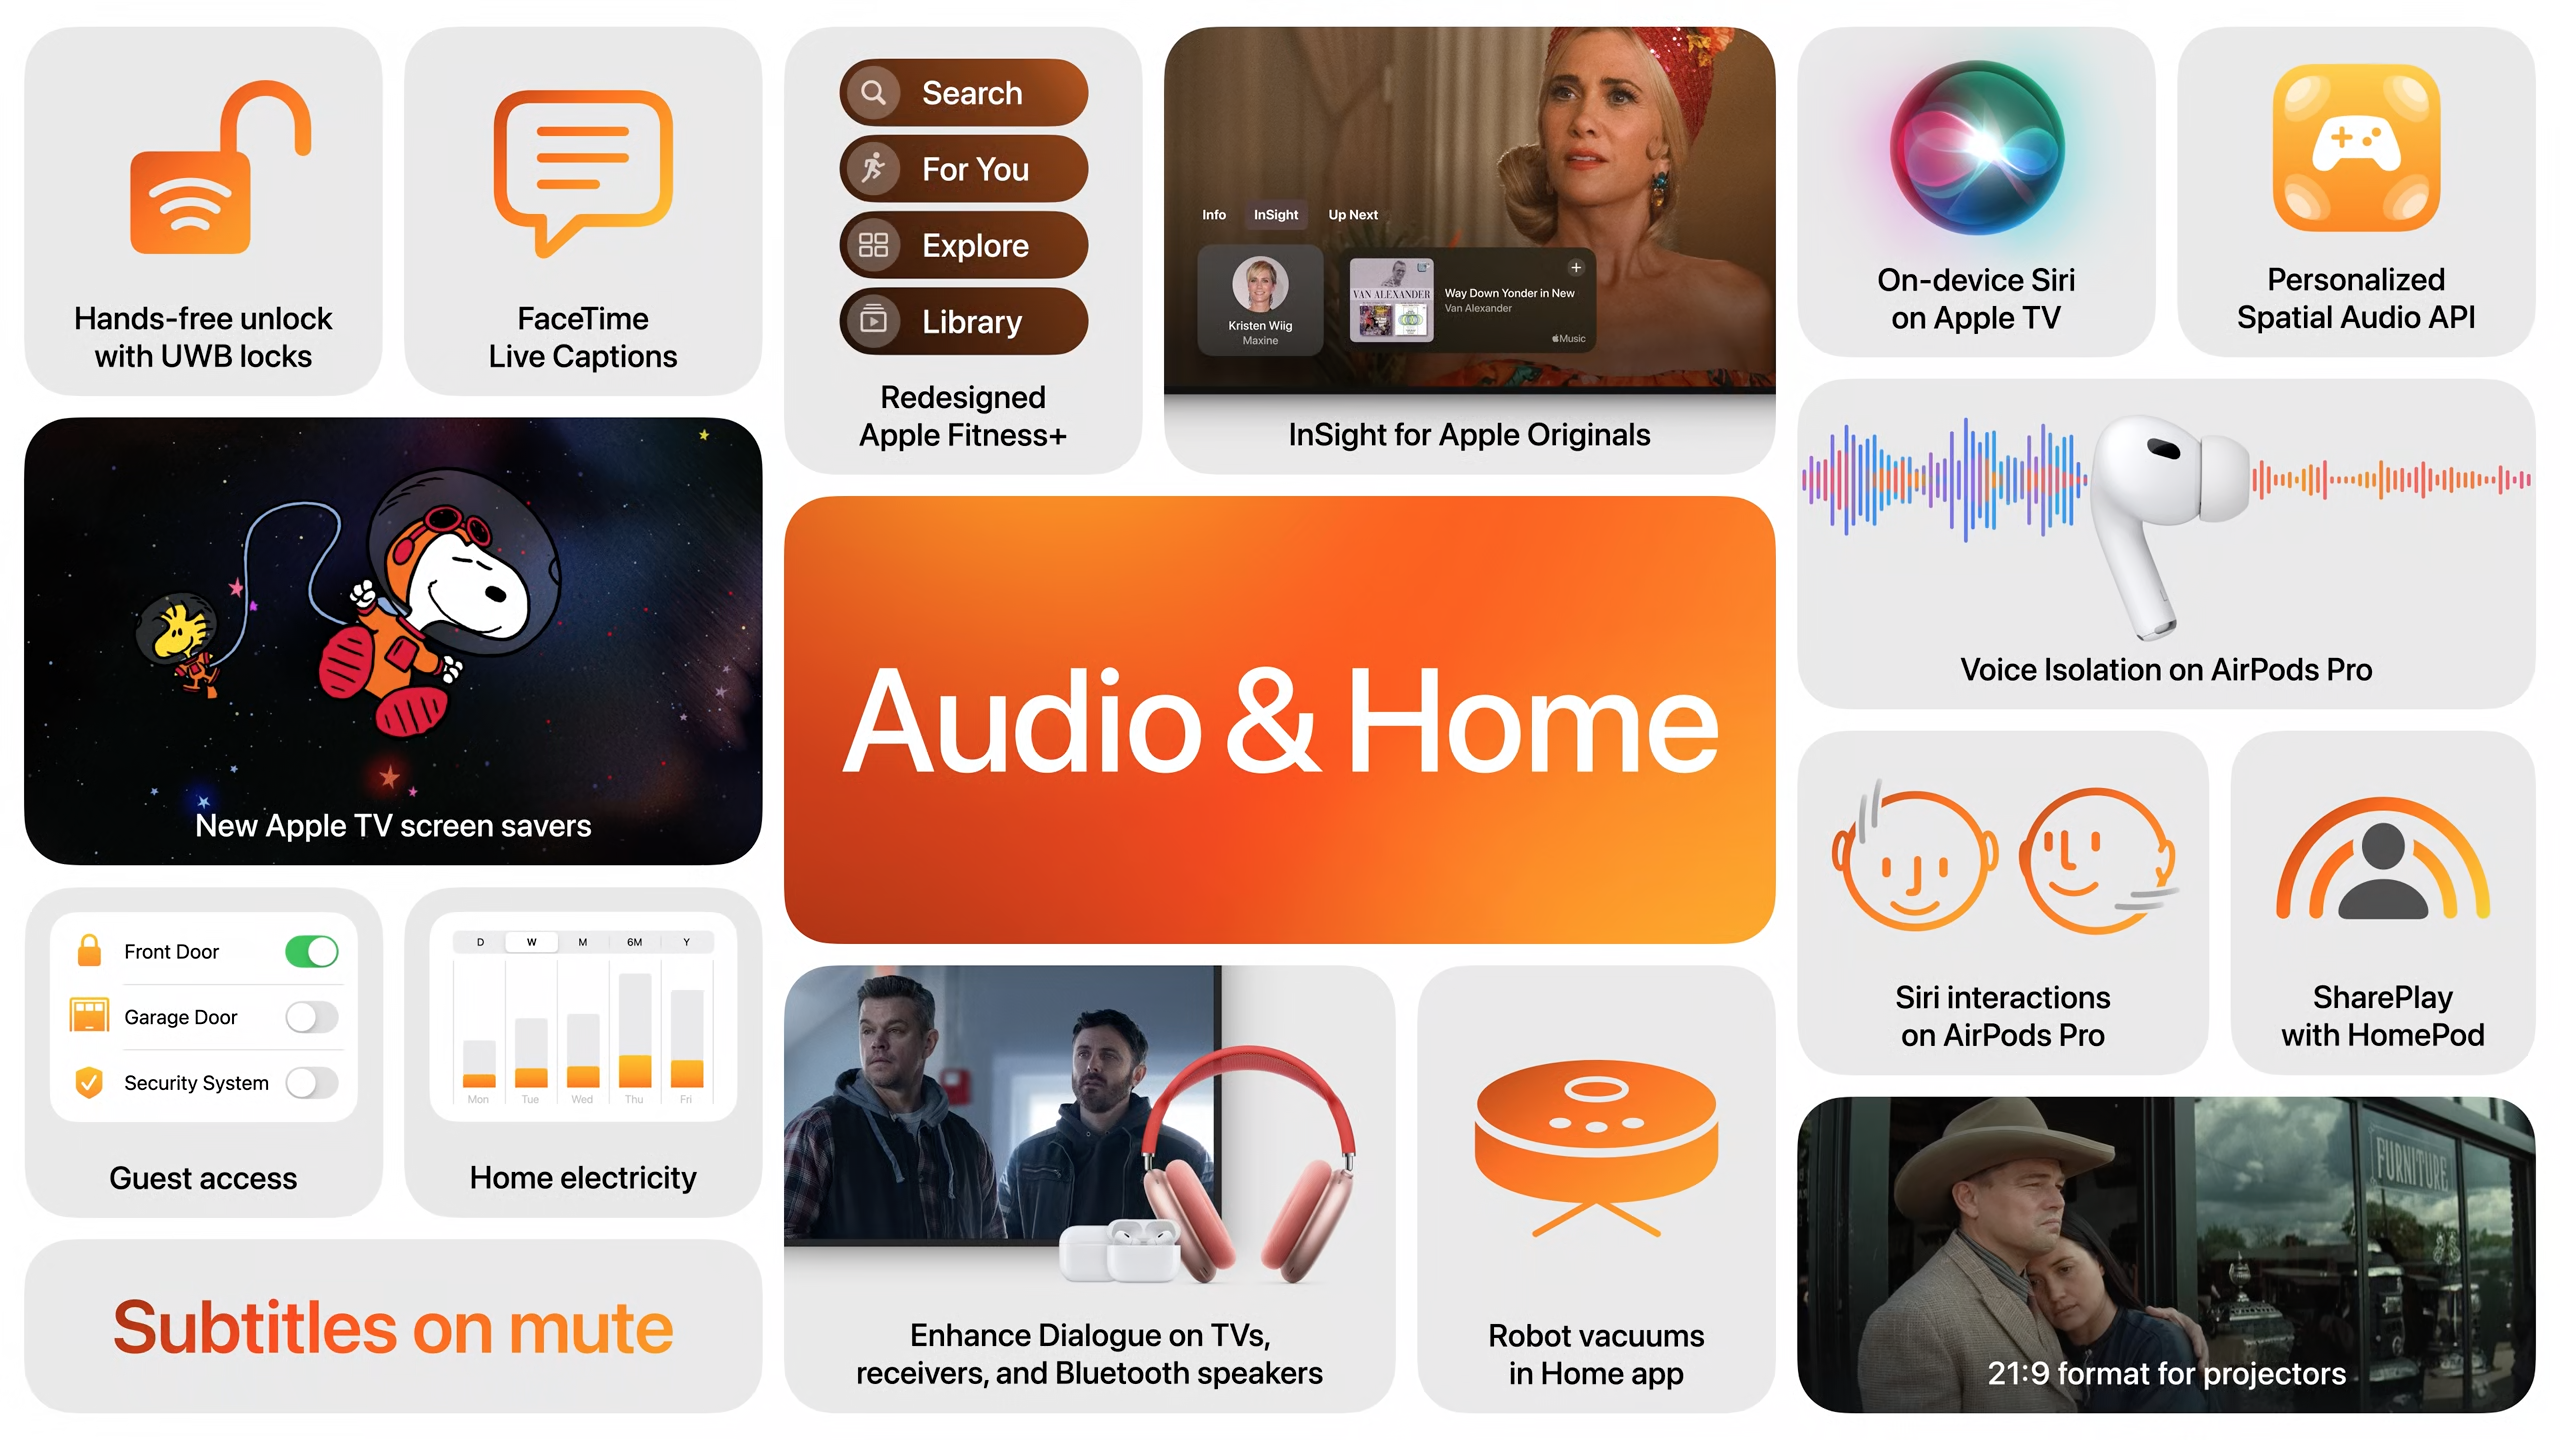 Hands-free unlock
with UWB locks
FaceTime
Live Captions
Search
For You
Explore
Library
Redesigned
Apple Fitness+
Info
InSight
Up Next
Kristen Wiig
Maxine
VAN ALEXANDER
Way Down Yonder in New
Van Alexander
Music
InSight for Apple Originals
On-device Siri
on Apple TV
Personalized
Spatial Audio API
New Apple TV screen savers
Audio & Home
Voice Isolation on AirPods Pro
Siri interactions
on AirPods Pro
SharePlay
with HomePod
Front Door
Garage Door
Security System
Guest access
D W M 6M Y
Mon Tue Wed Thu Fri
Home electricity
Subtitles on mute
Enhance Dialogue on TVs,
receivers, and Bluetooth speakers
Robot vacuums
in Home app
FURNITURE
21:9 format for projectors